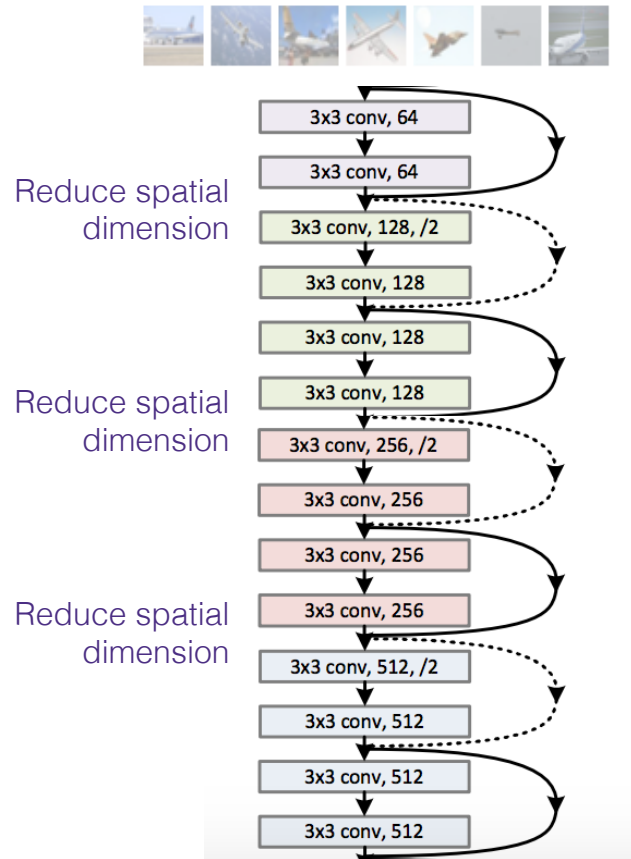 3x3 conv, 64
3x3 conv, 64
Reduce spatial
dimension
3x3 conv, 128, /2
3x3 conv, 128
3x3 conv, 128
3x3 conv, 128
Reduce spatial
dimension
3x3 conv, 256, /2
3x3 conv, 256
3x3 conv, 256
3x3 conv, 256
Reduce spatial
dimension
3x3 conv, 512, /2
3x3 conv, 512
3x3 conv, 512
3x3 conv, 512